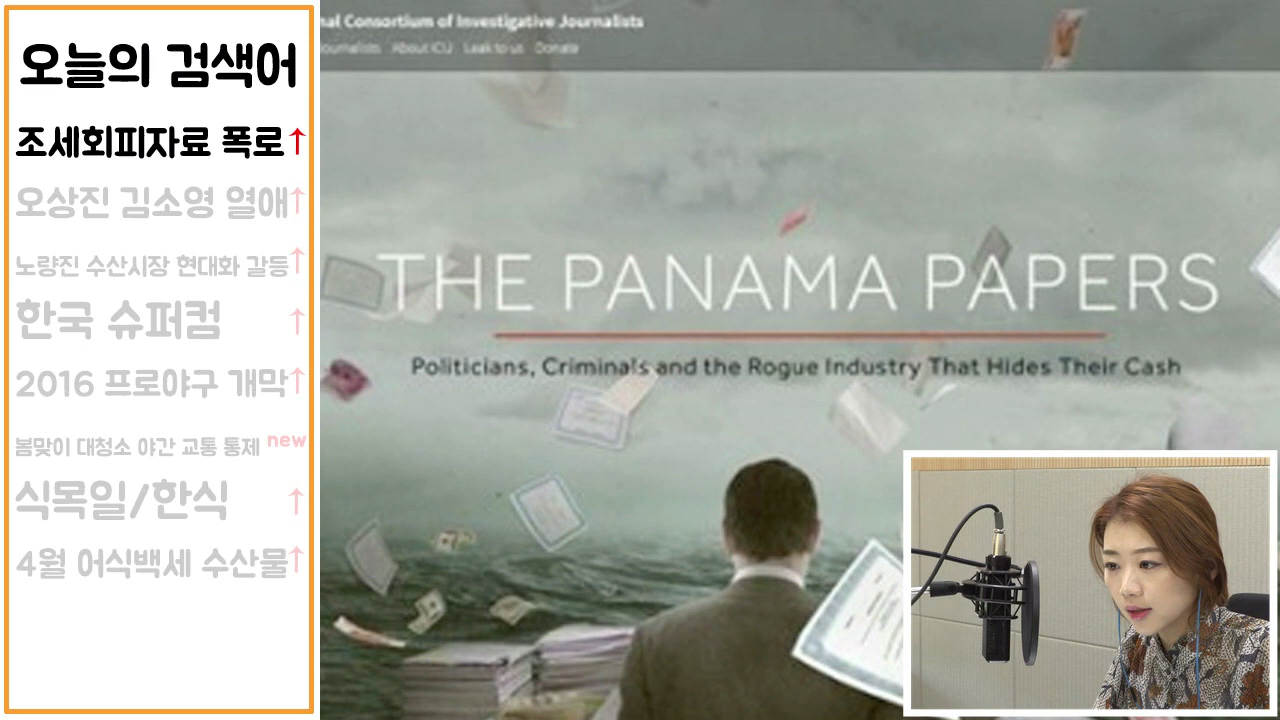 오늘의 검색어
조세회피자료 폭로↑
오상진 김소영 열애↑
노량진 수산시장 현대화 갈등↑
한국 슈퍼컴 ↑
2016 프로야구 개막↑
봄맞이 대청소 야간 교통 통제 new
식목일/한식 ↑
4월 어식백세 수산물↑
nal Consortium of Investigative Journalists
ournalists About ICIJ Leak to us Donate
THE PANAMA PAPERS
Politicians, Criminals and the Rogue Industry That Hides Their Cash